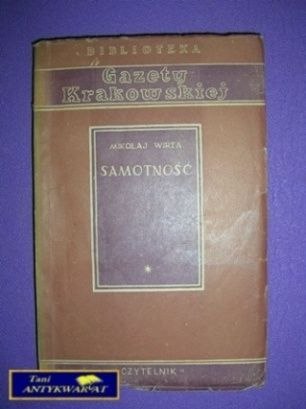 BIBLIOTEKA
Gazety
Krakowskiej
MIKOŁAJ WIRTA
SAMOTNOŚĆ
*
"CZYTELNIK"
Tani
ANTYKWARIAT